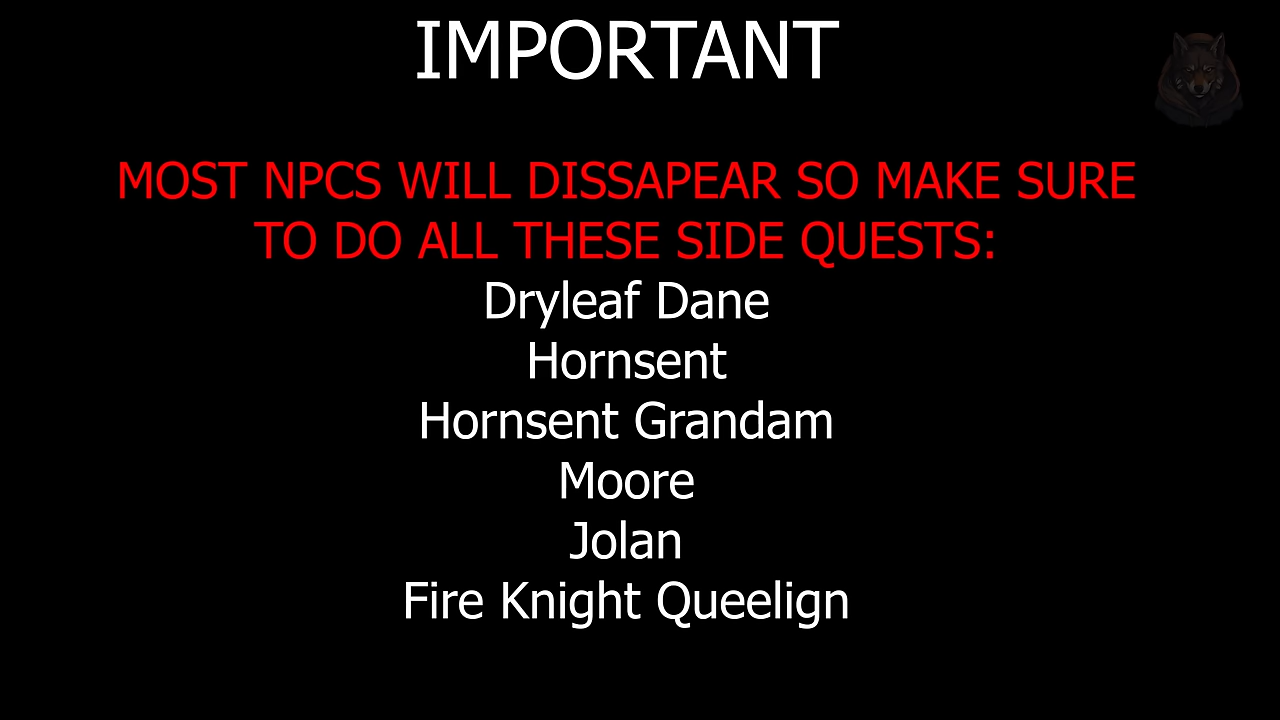 IMPORTANT
MOST NPCS WILL DISSAPEAR SO MAKE SURE
TO DO ALL THESE SIDE QUESTS:
Dryleaf Dane
Hornsent
Hornsent Grandam
Moore
Jolan
Fire Knight Queelign